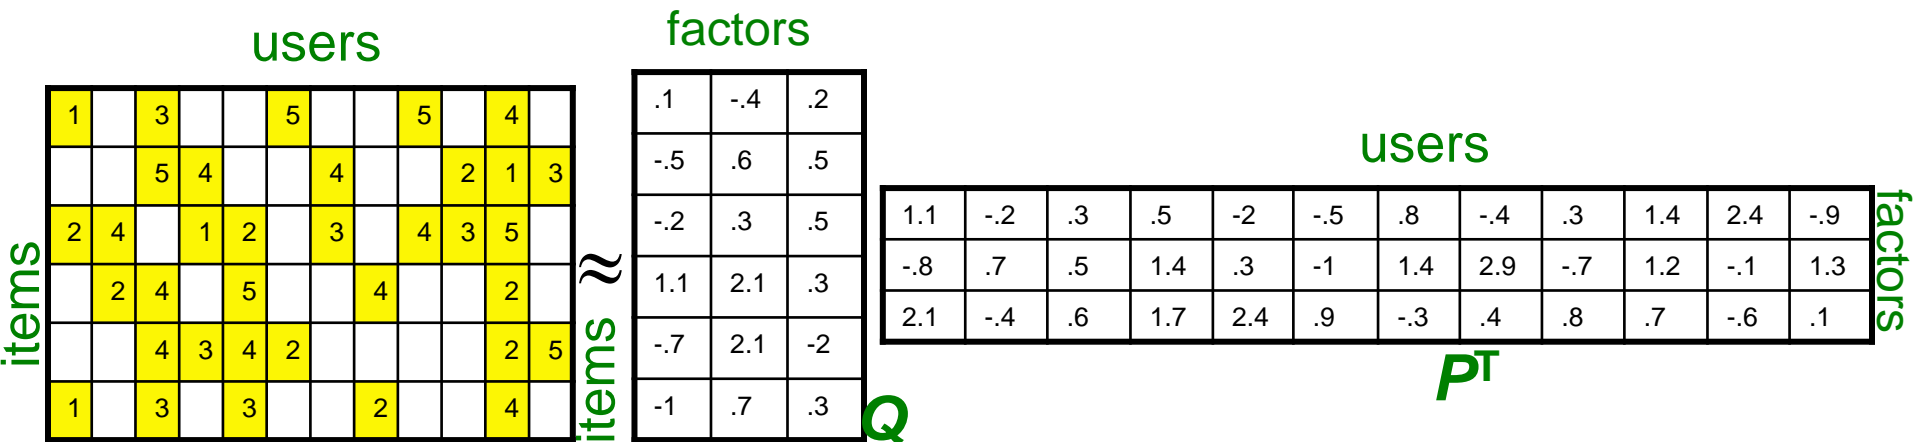 users
factors
users
items
1 3 5 5 4
5 4 4 2 1 3
2 4 1 2 3 4 3 5
2 4 5 4 2
4 3 4 2 2 5
1 3 3 2 4
≈
items
.1 -.4 .2
-.5 .6 .5
-.2 .3 .5
1.1 2.1 .3
-.7 2.1 -2
-1 .7 .3
Q
1.1 -.2 .3 .5 -2 -.5 .8 -.4 .3 1.4 2.4 -.9
-.8 .7 .5 1.4 .3 -1 1.4 2.9 -.7 1.2 -.1 1.3
2.1 -.4 .6 1.7 2.4 .9 -.3 .4 .8 .7 -.6 .1
factors
Pᵀ